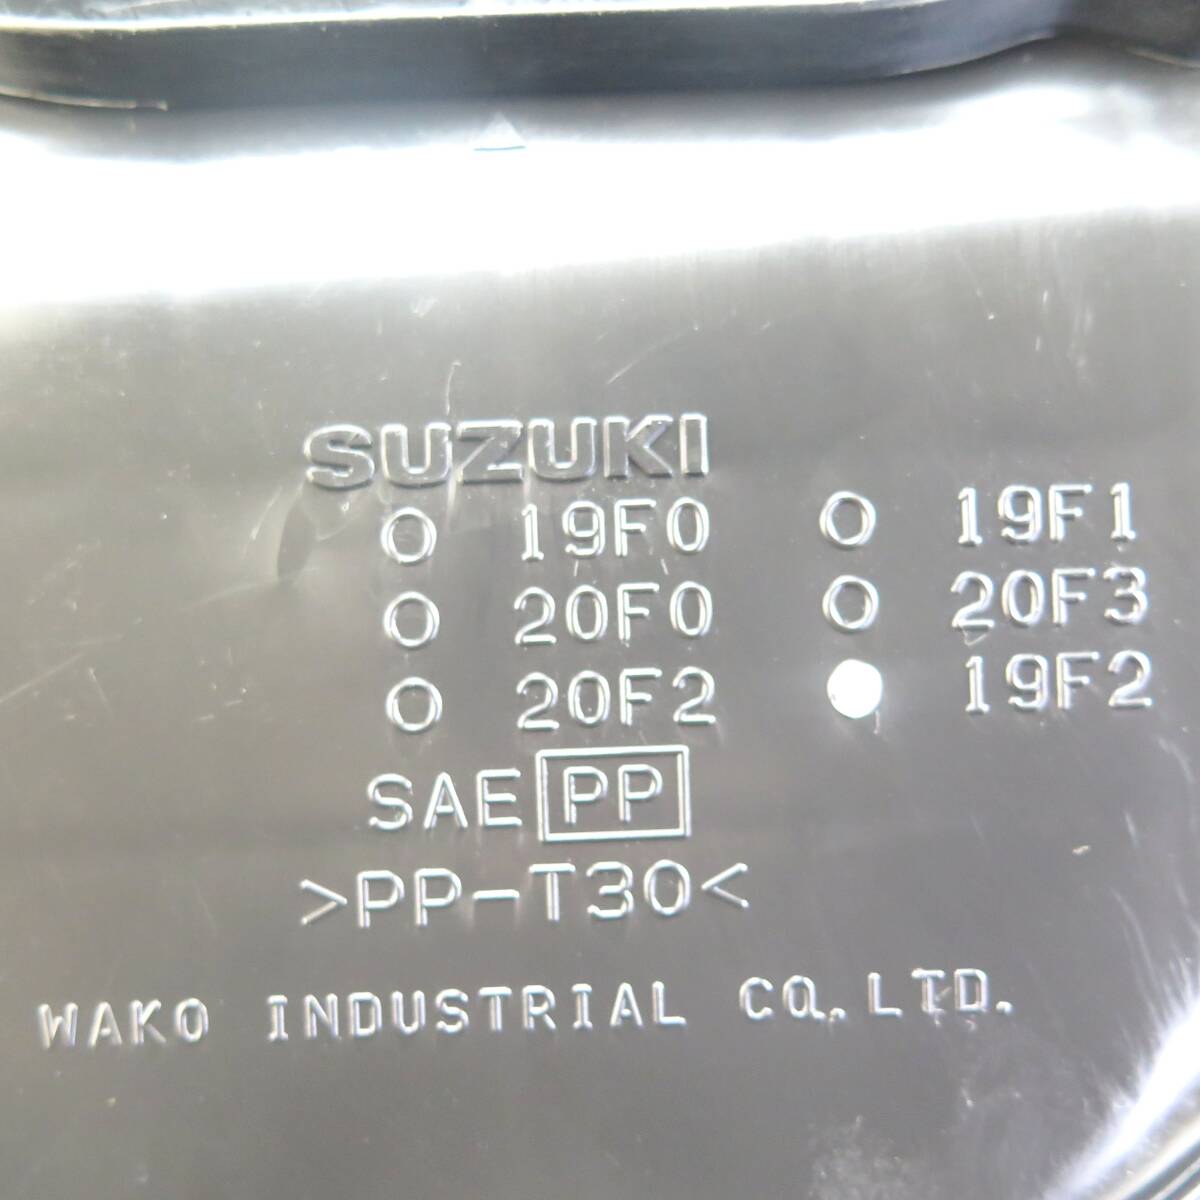 SUZUKI
19F0 19F1
20F0 20F3
20F2 19F2
SAE PP
>PP-T30<
WAKO INDUSTRIAL CO.LTD.